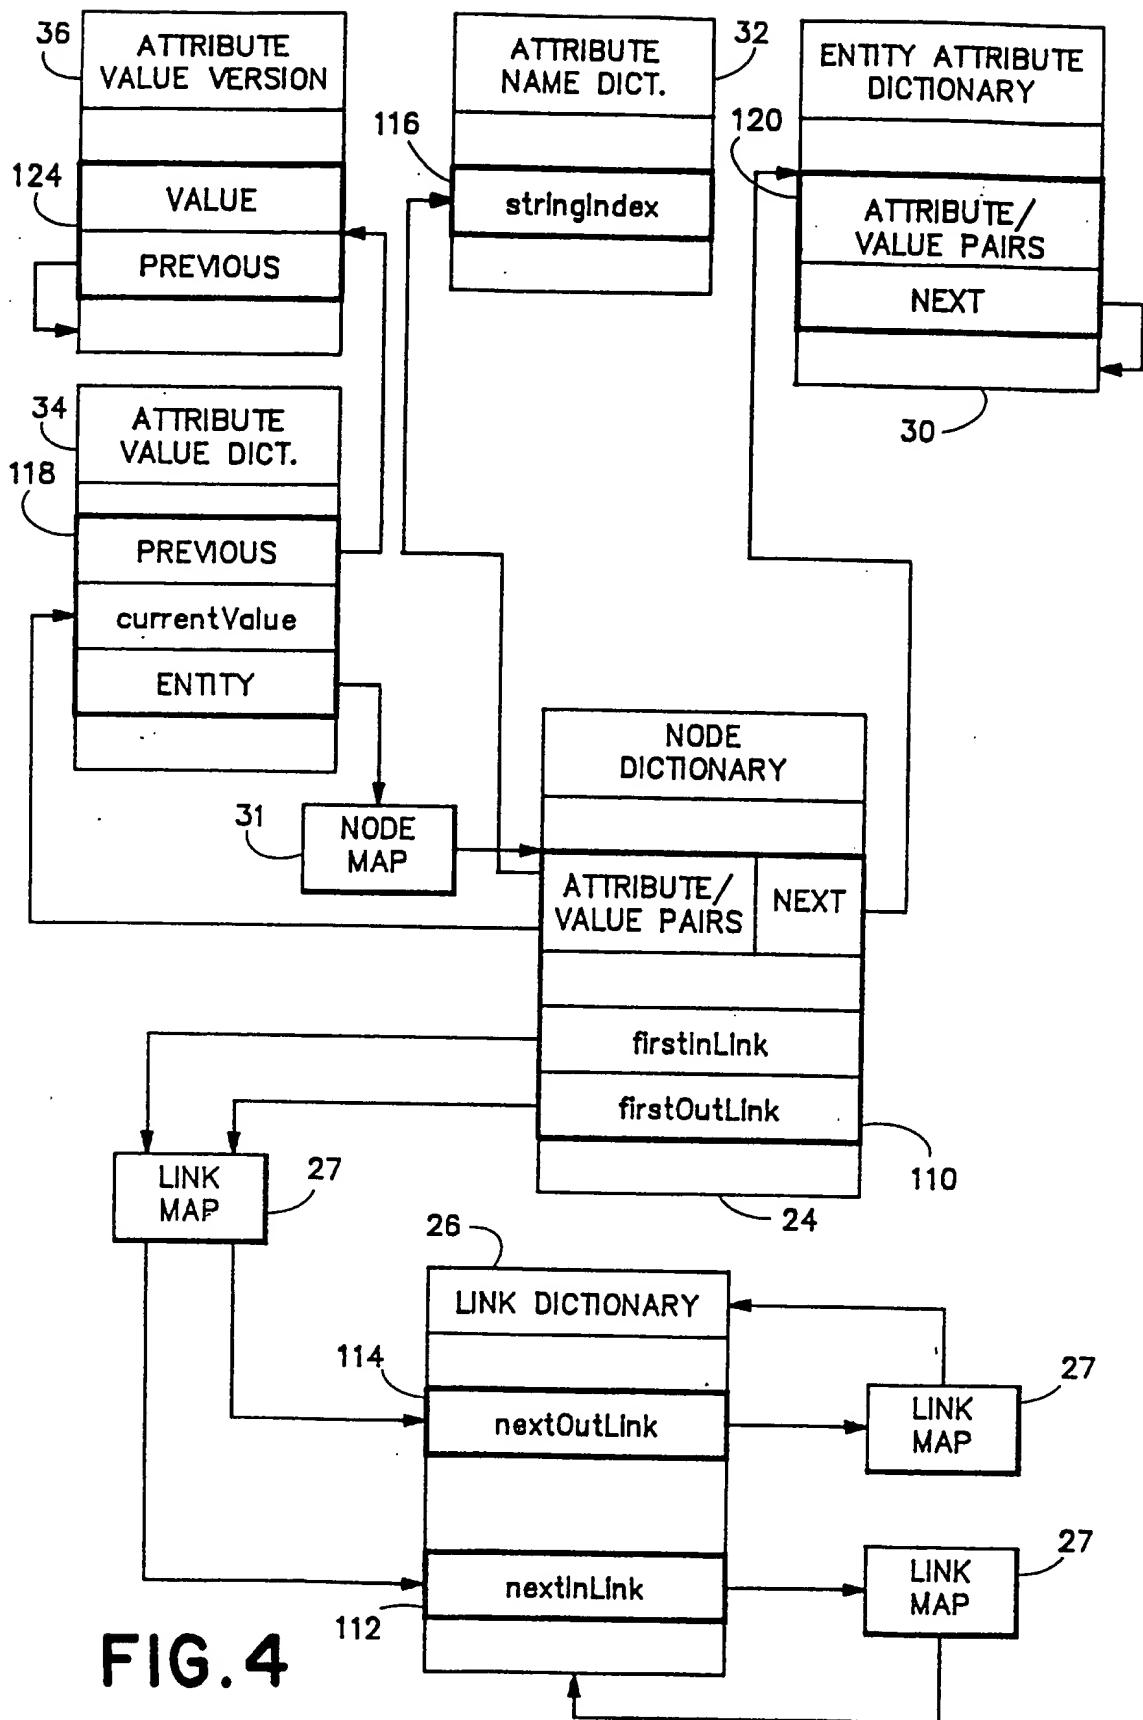 36
ATTRIBUTE
VALUE VERSION
124
VALUE
PREVIOUS
ATTRIBUTE
NAME DICT.
32
116
stringIndex
ENTITY ATTRIBUTE
DICTIONARY
120
ATTRIBUTE/
VALUE PAIRS
NEXT
30
34
ATTRIBUTE
VALUE DICT.
118
PREVIOUS
currentValue
ENTITY
31
NODE
MAP
NODE
DICTIONARY
ATTRIBUTE/
VALUE PAIRS
NEXT
firstInLink
firstOutLink
110
24
LINK
MAP
27
26
LINK DICTIONARY
114
nextOutLink
LINK
MAP
27
112
nextInLink
LINK
MAP
27
FIG.4